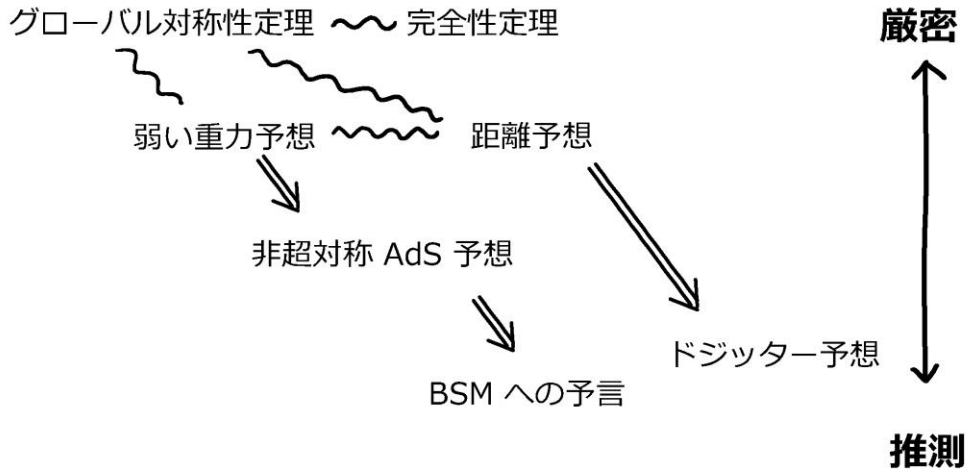 グローバル対称性定理 完全性定理 厳密
弱い重力予想 距離予想
非超対称 AdS 予想
ドジッター予想
BSM への予言
推測